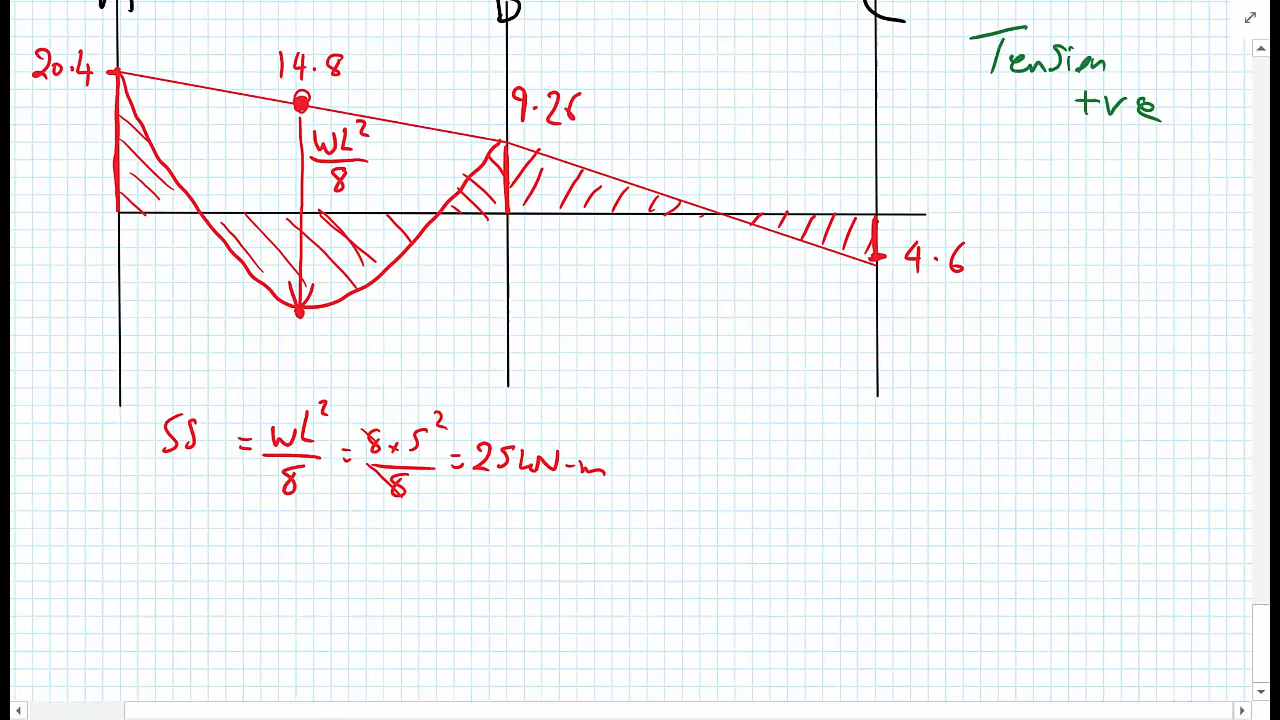 20.4
14.8
9.26
Tension
+ve
WL²/8
4.6
SS = WL²/8 = 8×5²/8 = 25kN-m